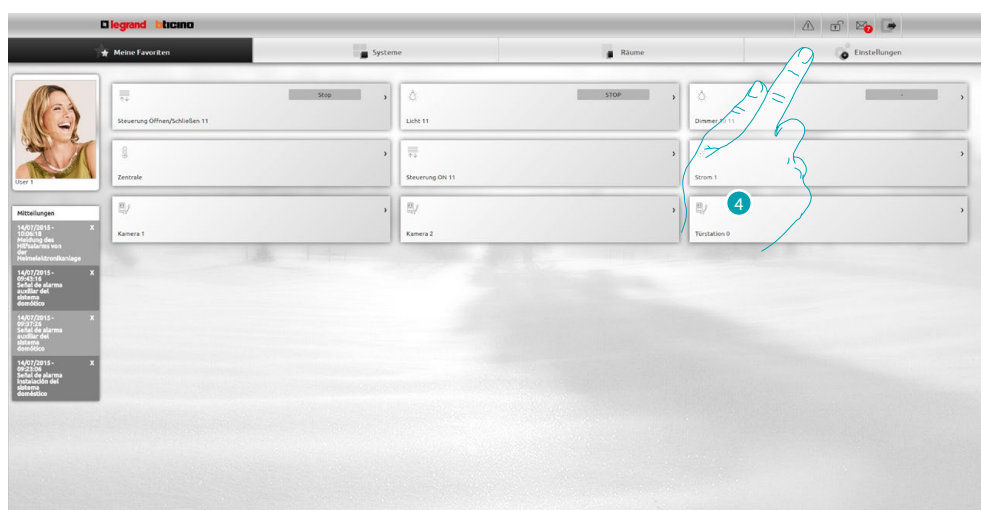 legrand bticino
7
Meine Favoriten
Systeme
Räume
Einstellungen
User 1
Stop
Steuerung Öffnen/Schließen 11
STOP
Licht 11
-
Dimmer 11
Zentrale
Steuerung ON 11
Strom 1
Kamera 1
Kamera 2
Türstation 0
4
Mitteilungen
14/07/2015 - X
10:06:18
Meldung des
Hilfsalarms von
der
Heimelektronikanlage
14/07/2015 - X
09:43:16
Señal de alarma
auxiliar del
sistema
domótico
14/07/2015 - X
09:37:26
Señal de alarma
auxiliar del
sistema
domótico
14/07/2015 - X
09:23:06
Señal de alarma
Instalación del
sistema
doméstico